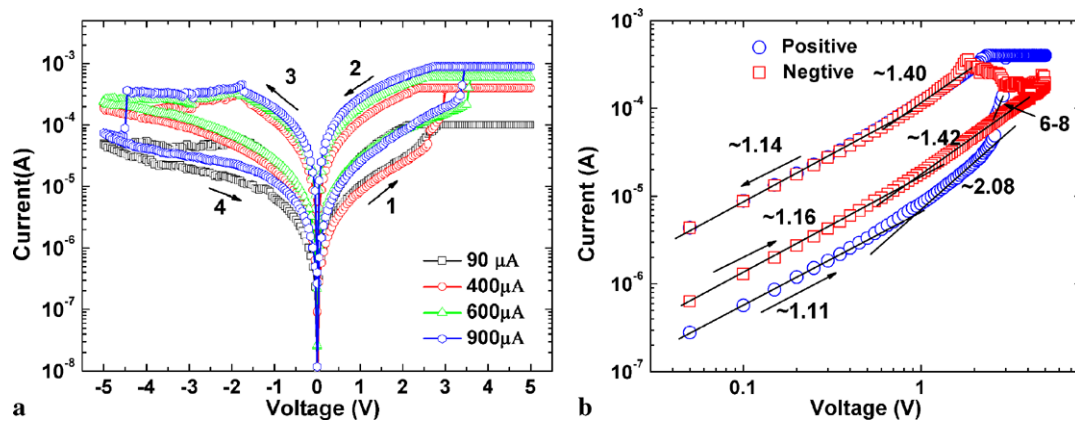 10⁻²
10⁻³
10⁻⁴
10⁻⁵
10⁻⁶
10⁻⁷
10⁻⁸
Current(A)
3
2
4
1
90 μA
400μA
600μA
900μA
-5 -4 -3 -2 -1 0 1 2 3 4 5
Voltage (V)
a
10⁻³
10⁻⁴
10⁻⁵
10⁻⁶
10⁻⁷
Current (A)
Positive
Negtive
~1.40
6-8
~1.42
~1.14
~2.08
~1.16
~1.11
0.1 1
Voltage (V)
b